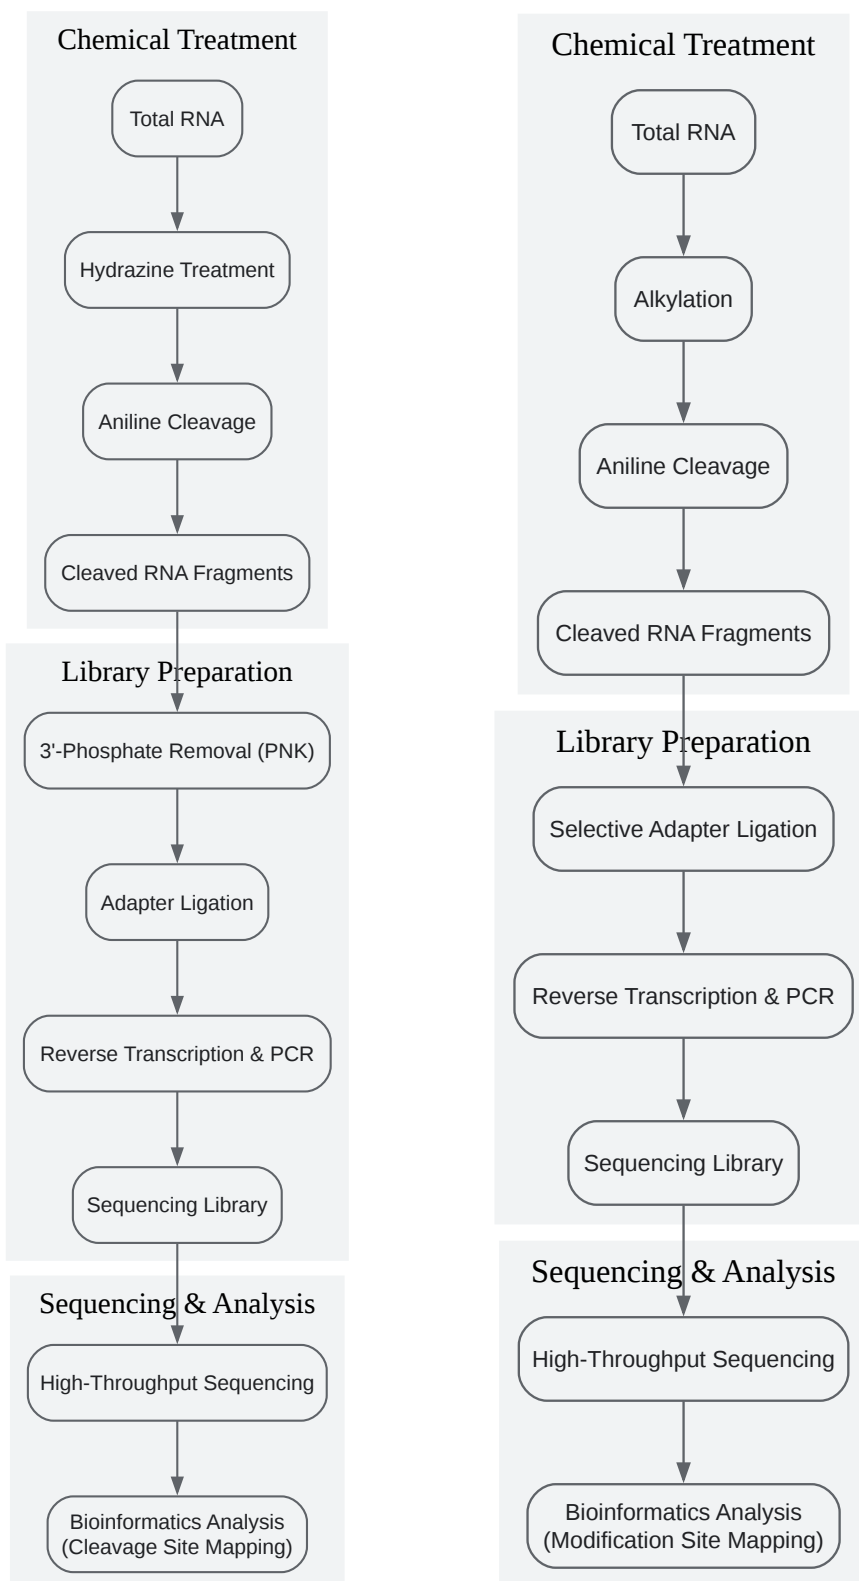 Chemical Treatment
Total RNA
Hydrazine Treatment
Aniline Cleavage
Cleaved RNA Fragments
Library Preparation
3'-Phosphate Removal (PNK)
Adapter Ligation
Reverse Transcription & PCR
Sequencing Library
Sequencing & Analysis
High-Throughput Sequencing
Bioinformatics Analysis
(Cleavage Site Mapping)
Chemical Treatment
Total RNA
Alkylation
Aniline Cleavage
Cleaved RNA Fragments
Library Preparation
Selective Adapter Ligation
Reverse Transcription & PCR
Sequencing Library
Sequencing & Analysis
High-Throughput Sequencing
Bioinformatics Analysis
(Modification Site Mapping)